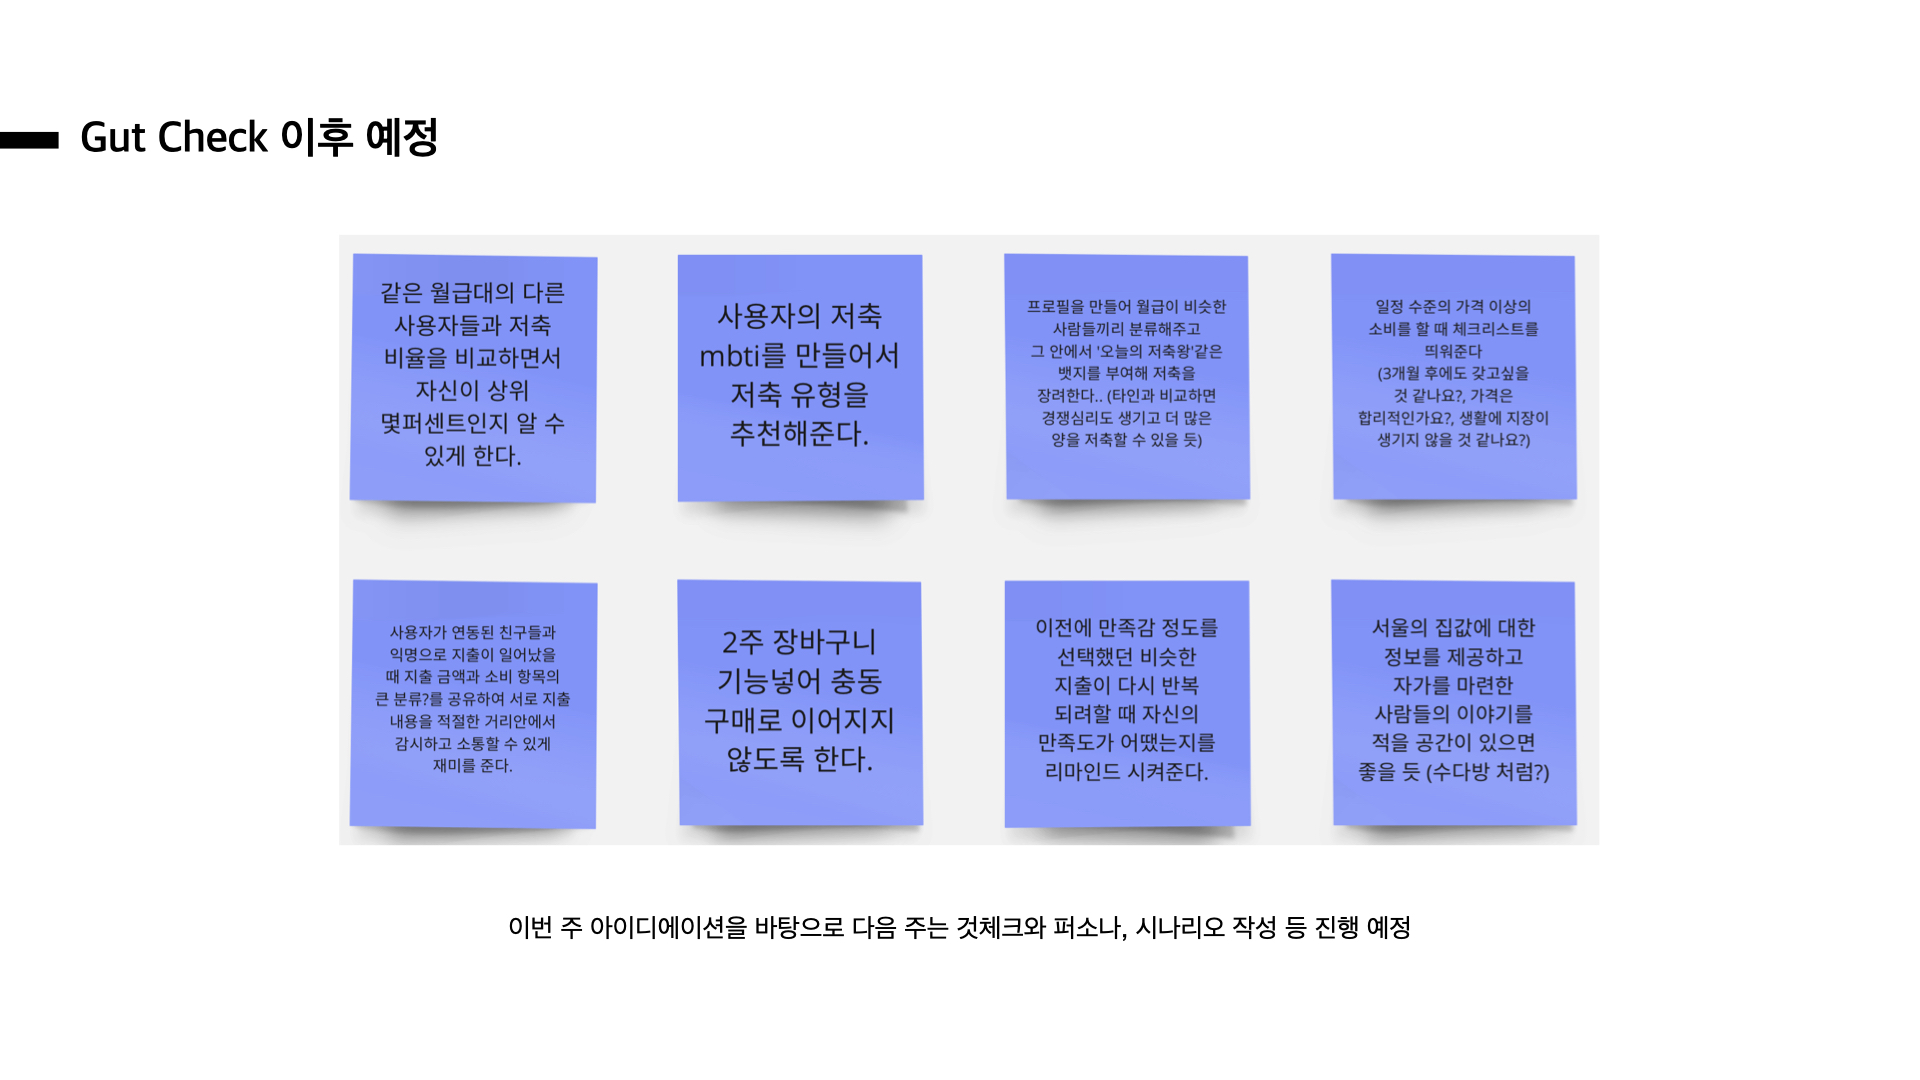 Gut Check 이후 예정
같은 월급대의 다른
사용자들과 저축
비율을 비교하면서
자신이 상위
몇퍼센트인지 알 수
있게 한다.
사용자의 저축
mbti를 만들어서
저축 유형을
추천해준다.
프로필을 만들어 월급이 비슷한
사람들끼리 분류해주고
그 안에서 '오늘의 저축왕'같은
뱃지를 부여해 저축을
장려한다.. (타인과 비교하면
경쟁심리도 생기고 더 많은
양을 저축할 수 있을 듯)
일정 수준의 가격 이상의
소비를 할 때 체크리스트를
띄워준다
(3개월 후에도 갖고싶을
것 같나요?, 가격은
합리적인가요?, 생활에 지장이
생기지 않을 것 같나요?)
사용자가 연동된 친구들과
익명으로 지출이 일어났을
때 지출 금액과 소비 항목의
큰 분류?를 공유하여 서로 지출
내용을 적절한 거리안에서
감시하고 소통할 수 있게
재미를 준다.
2주 장바구니
기능넣어 충동
구매로 이어지지
않도록 한다.
이전에 만족감 정도를
선택했던 비슷한
지출이 다시 반복
되려할 때 자신의
만족도가 어땠는지를
리마인드 시켜준다.
서울의 집값에 대한
정보를 제공하고
자가를 마련한
사람들의 이야기를
적을 공간이 있으면
좋을 듯 (수다방 처럼?)
이번 주 아이디에이션을 바탕으로 다음 주는 것체크와 퍼소나, 시나리오 작성 등 진행 예정